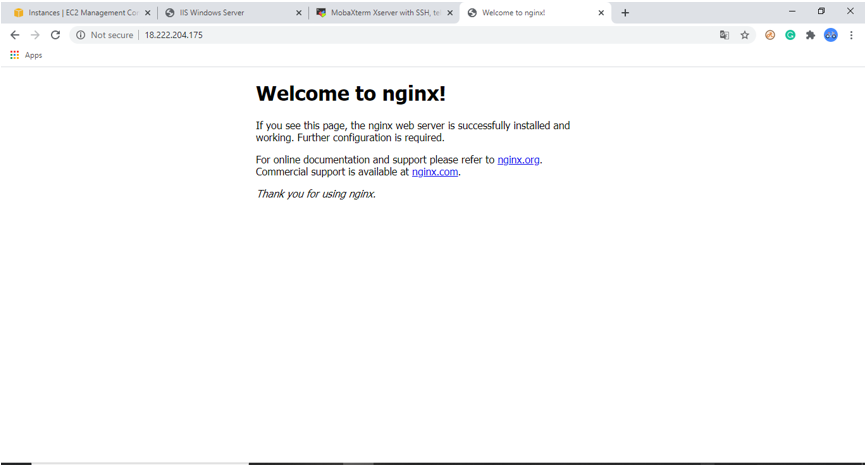 Instances | EC2 Management Con
IIS Windows Server
MobaXterm Xserver with SSH, tel
Welcome to nginx!
Not secure
18.222.204.175
Apps
Welcome to nginx!
If you see this page, the nginx web server is successfully installed and
working. Further configuration is required.
For online documentation and support please refer to nginx.org.
Commercial support is available at nginx.com.
Thank you for using nginx.